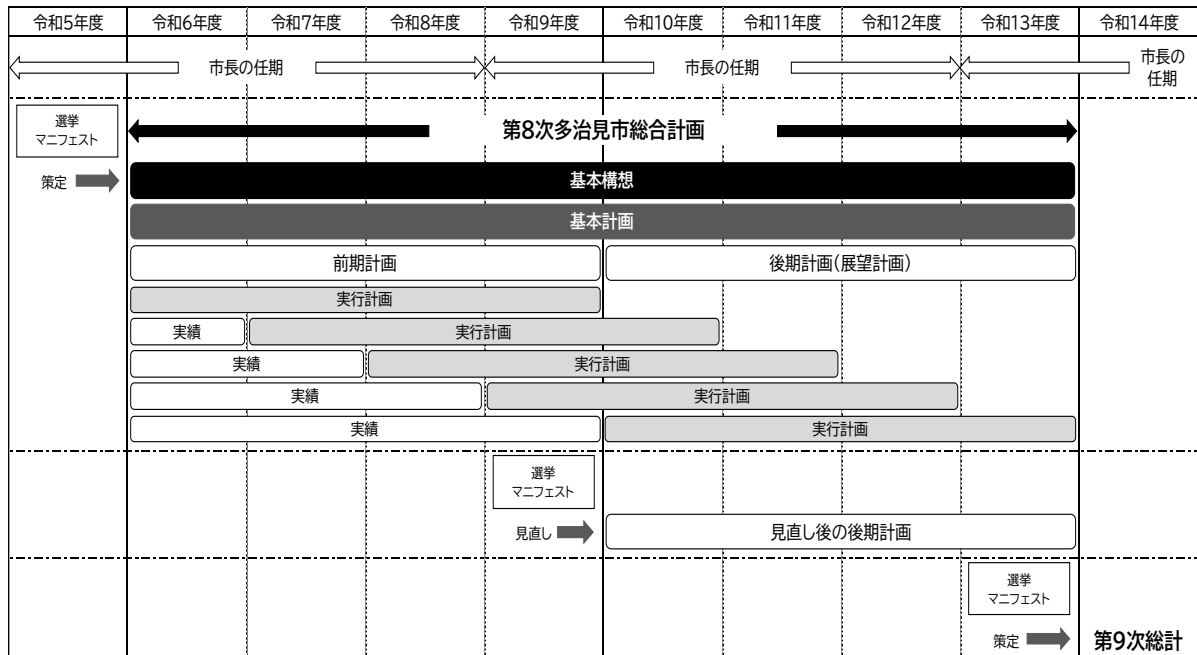 令和5年度 令和6年度 令和7年度 令和8年度 令和9年度 令和10年度 令和11年度 令和12年度 令和13年度 令和14年度
市長の任期 市長の任期 市長の
任期
選挙
マニフェスト
第8次多治見市総合計画
策定
基本構想
基本計画
前期計画 後期計画(展望計画)
実行計画
実績 実行計画
実績 実行計画
実績 実行計画
実績 実行計画
選挙
マニフェスト
見直し 見直し後の後期計画
選挙
マニフェスト
策定 第9次総計